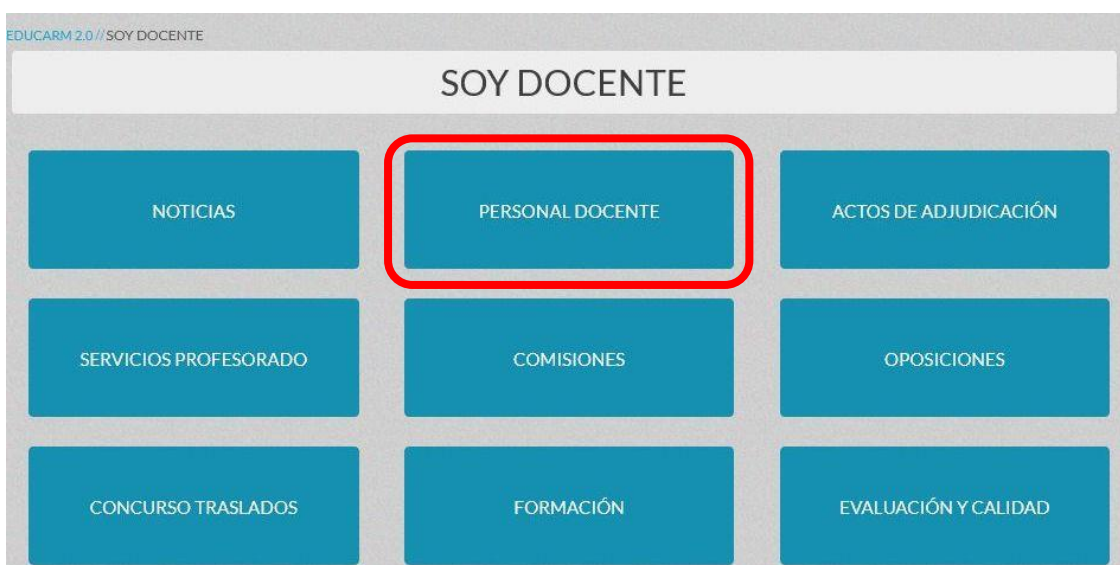 EDUCARM 2.0 // SOY DOCENTE
SOY DOCENTE
NOTICIAS
PERSONAL DOCENTE
ACTOS DE ADJUDICACIÓN
SERVICIOS PROFESORADO
COMISIONES
OPOSICIONES
CONCURSO TRASLADOS
FORMACIÓN
EVALUACIÓN Y CALIDAD